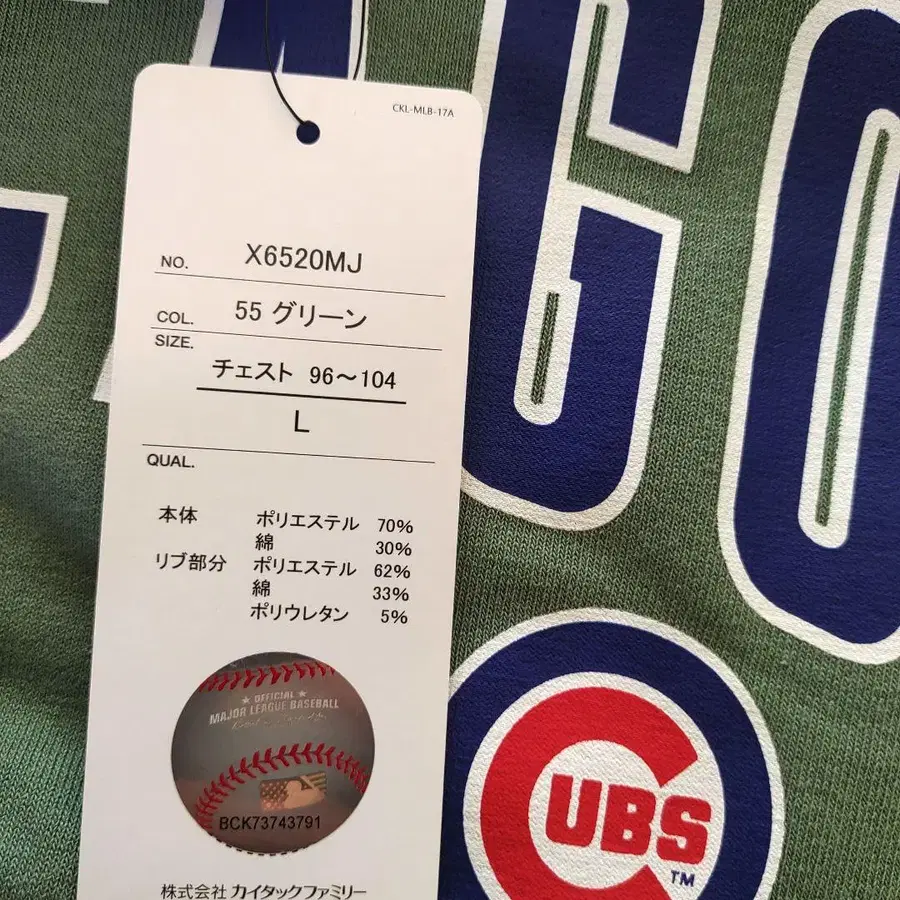 CAGO
CKL-MLB-17A
NO. X6520MJ
COL. 55 グリーン
SIZE.
チェスト 96～104
L
QUAL.
本体 ポリエステル 70%
綿 30%
リブ部分 ポリエステル 62%
綿 33%
ポリウレタン 5%
OFFICIAL
MAJOR LEAGUE BASEBALL
BCK73743791
株式会社 カイタックファミリー
CUBS
TM